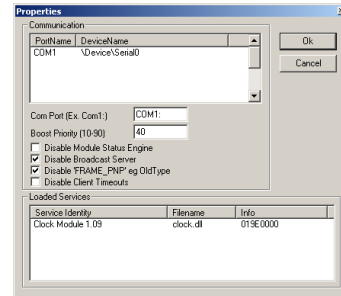 Properties
Communication
PortName DeviceName
COM1 \Device\Serial0
Ok
Cancel
Com Port (Ex. Com1:) COM1:
Boost Priority (10-90) 40
Disable Module Status Engine
Disable Broadcast Server
Disable 'FRAME_PNP' eg OldType
Disable Client Timeouts
Loaded Services
Service Identity Filename Info
Clock Module 1.09 clock.dll 019E0000